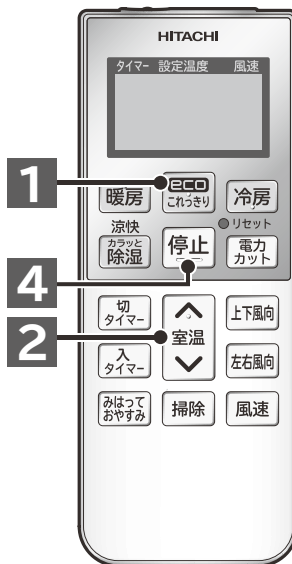 HITACHI
タイマー 設定温度 風速
1
暖房
eco
これっきり
冷房
涼快
リセット
カラッと
除湿
停止
電力
カット
4
切
タイマー
上下風向
2
室温
入
タイマー
左右風向
みはって
おやすみ
掃除
風速